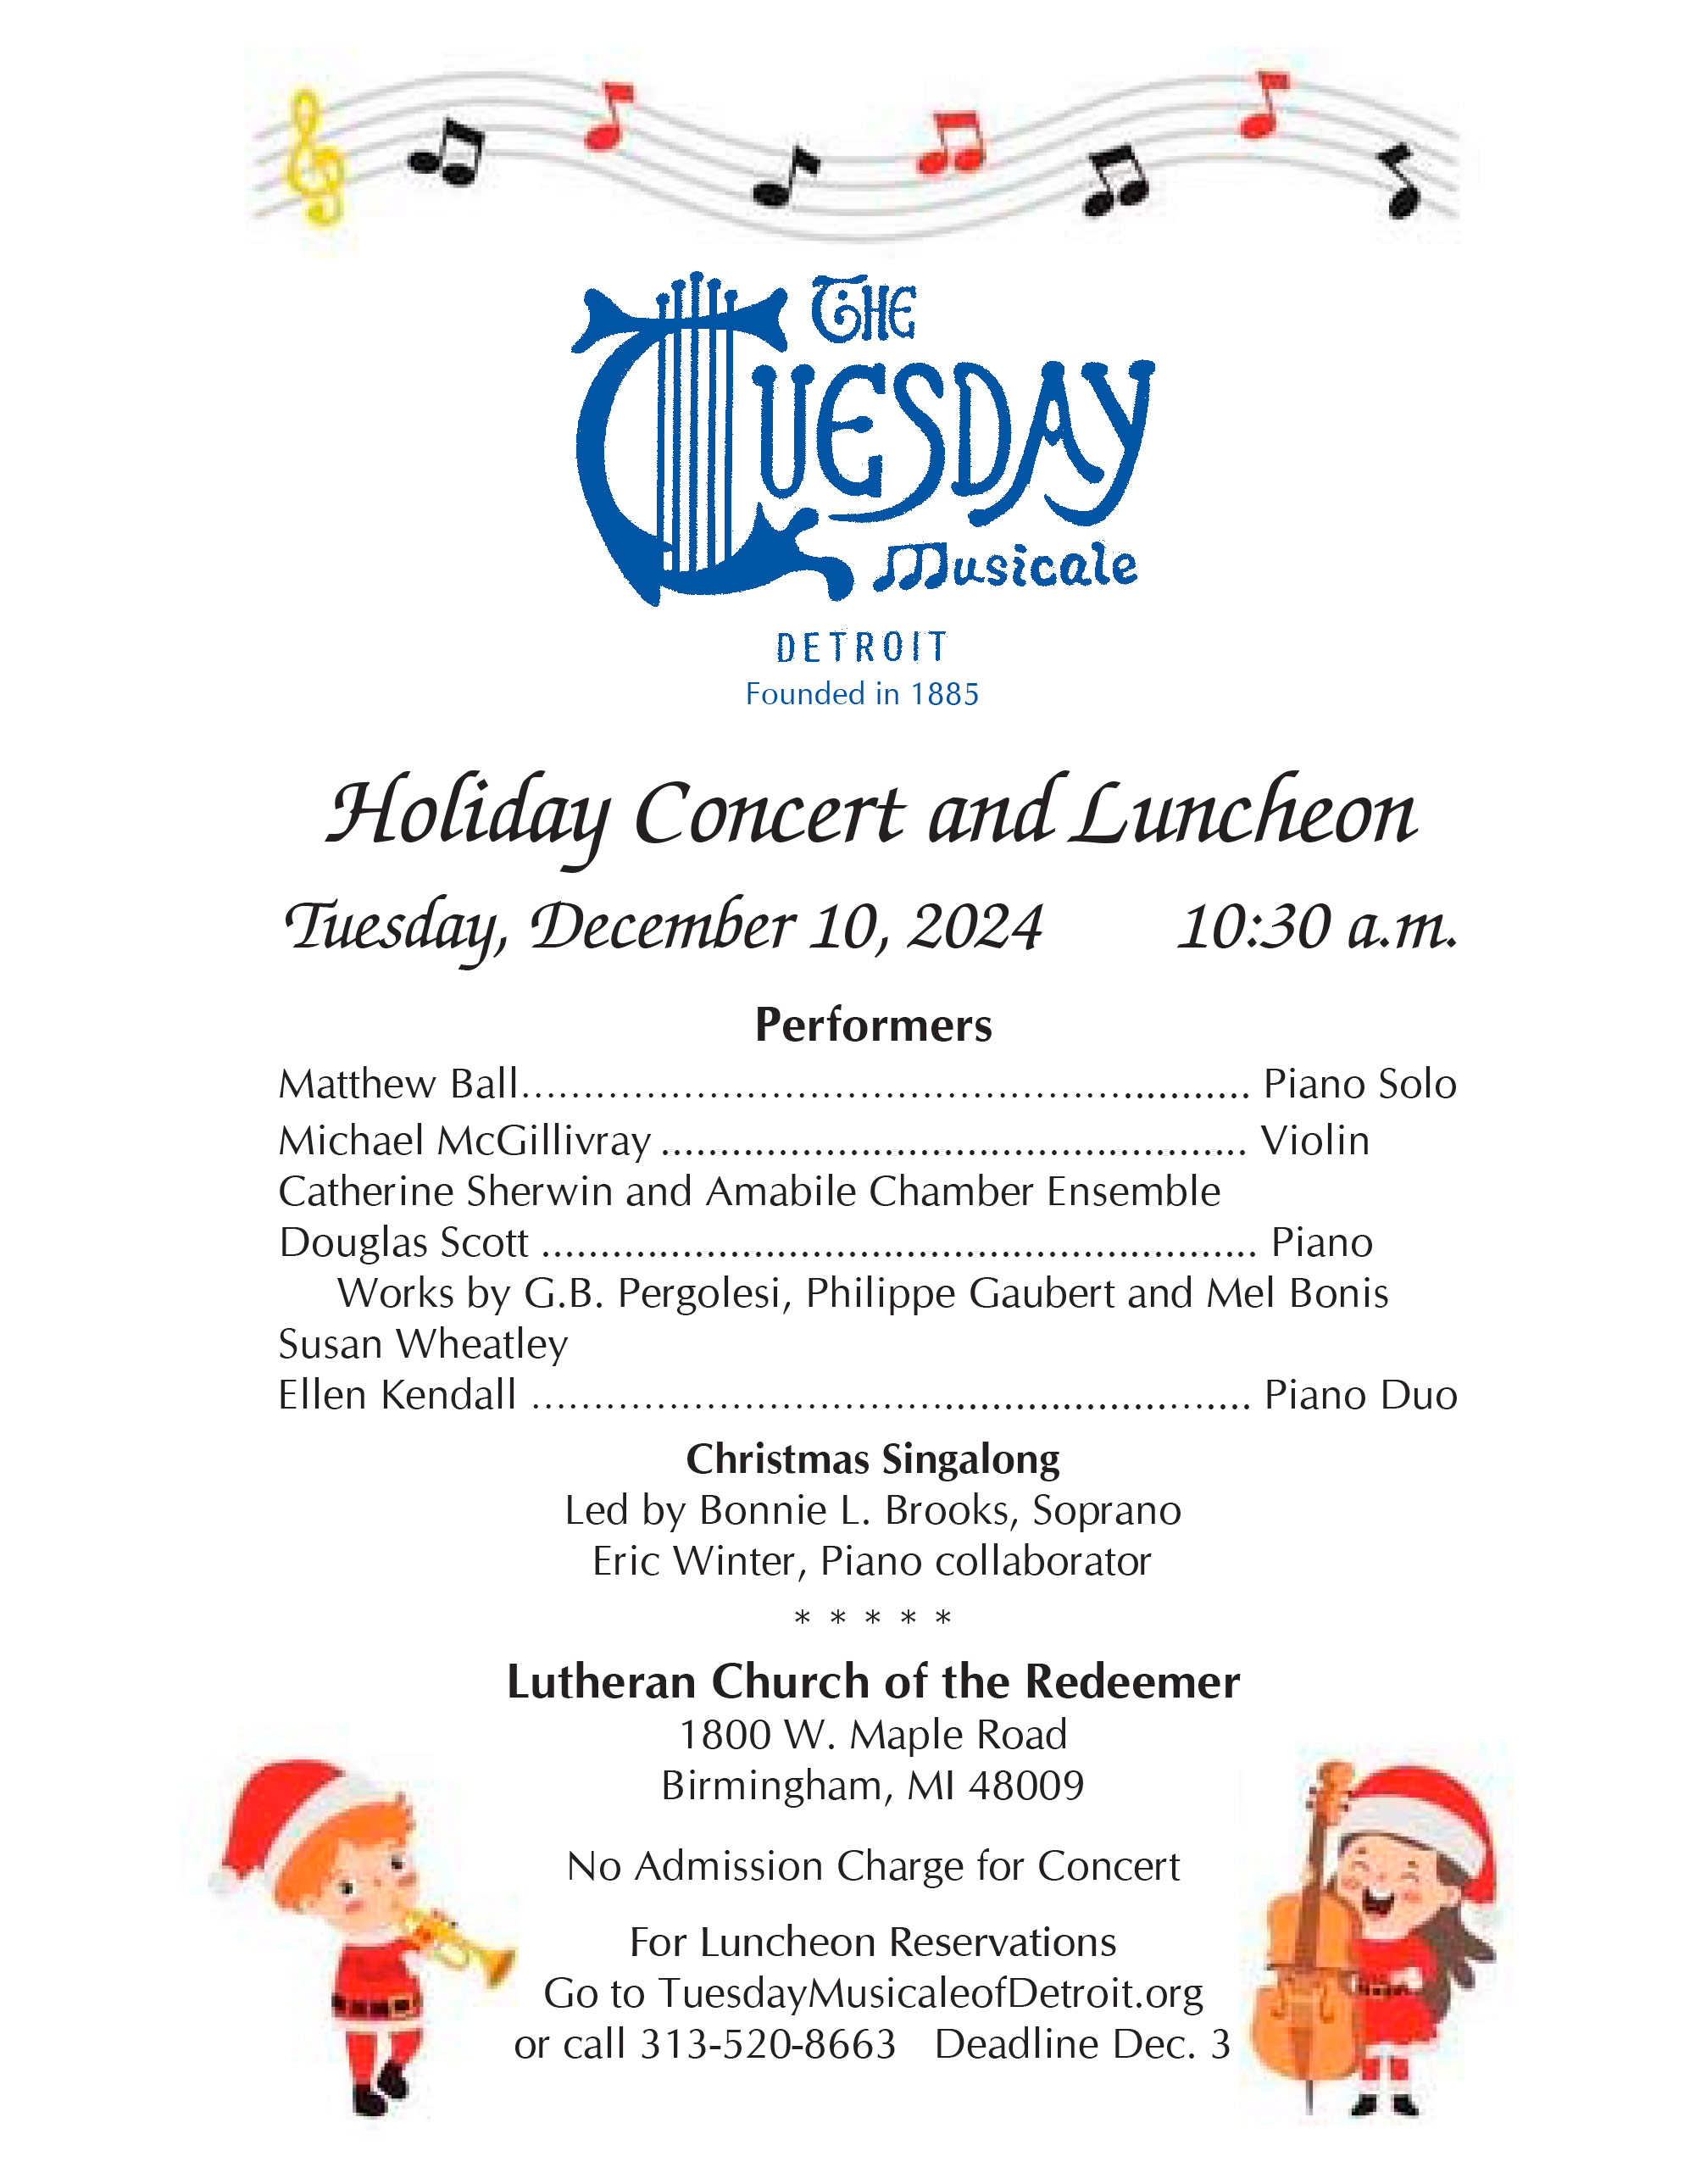 The
Tuesday
Musicale
DETROIT
Founded in 1885
Holiday Concert and Luncheon
Tuesday, December 10, 2024 10:30 a.m.
Performers
Matthew Ball.......................................................... Piano Solo
Michael McGillivray .................................................. Violin
Catherine Sherwin and Amabile Chamber Ensemble
Douglas Scott ............................................................. Piano
Works by G.B. Pergolesi, Philippe Gaubert and Mel Bonis
Susan Wheatley
Ellen Kendall ............................................................. Piano Duo
Christmas Singalong
Led by Bonnie L. Brooks, Soprano
Eric Winter, Piano collaborator
* * * * *
Lutheran Church of the Redeemer
1800 W. Maple Road
Birmingham, MI 48009
No Admission Charge for Concert
For Luncheon Reservations
Go to TuesdayMusicaleofDetroit.org
or call 313-520-8663 Deadline Dec. 3